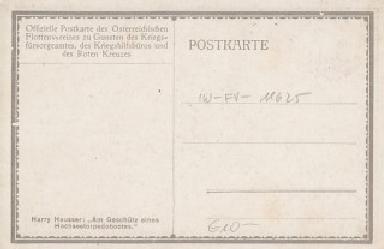 Offizielle Postkarte des Österreichischen
Flottenvereines zu Gunsten des Kriegs-
fürsorgeamtes, des Kriegshilfsbüros und
des Roten Kreuzes.
POSTKARTE
Harry Heusser: „Am Geschütz eines
Hochseetorpedobootes.“